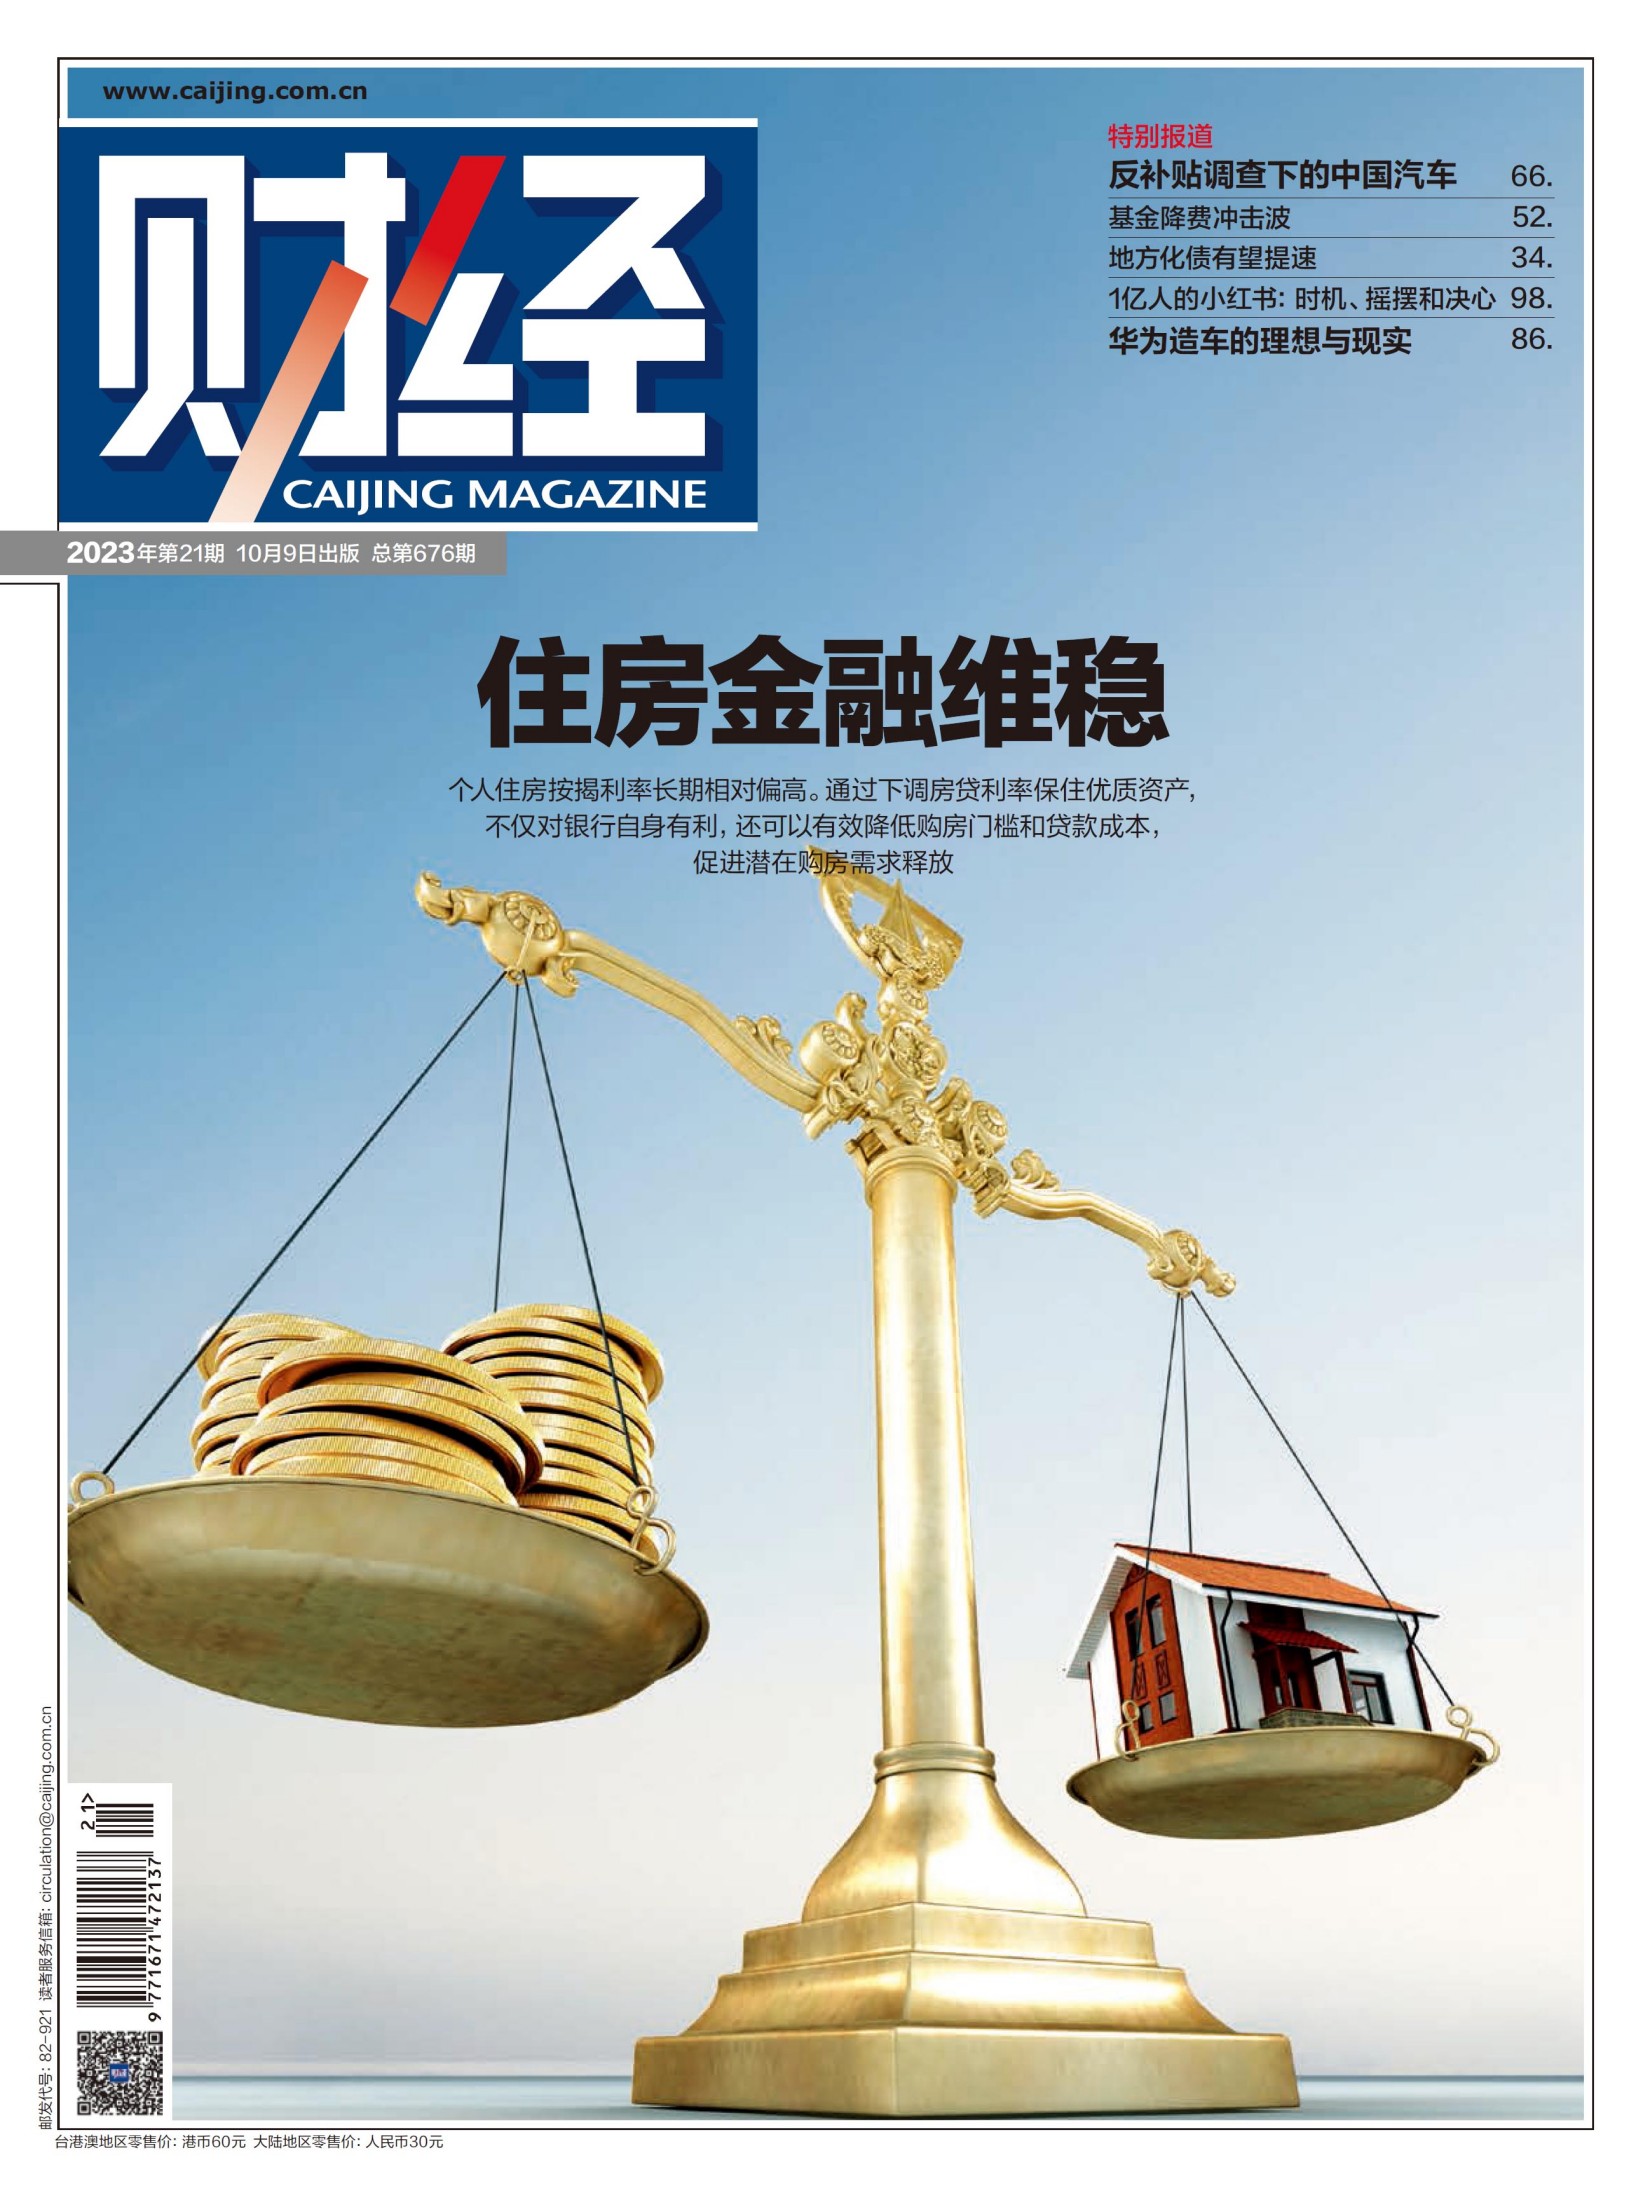 www.caijing.com.cn
财经
CAIJING MAGAZINE
2023年第21期 10月9日出版 总第676期
特别报道
反补贴调查下的中国汽车 66.
基金降费冲击波 52.
地方化债有望提速 34.
1亿人的小红书：时机、摇摆和决心 98.
华为造车的理想与现实 86.
住房金融维稳
个人住房按揭利率长期相对偏高。通过下调房贷利率保住优质资产，
不仅对银行自身有利，还可以有效降低购房门槛和贷款成本，
促进潜在购房需求释放
21>
9 771671 472137
邮发代号：82-921 读者服务信箱：circulation@caijing.com.cn
台港澳地区零售价：港币60元 大陆地区零售价：人民币30元